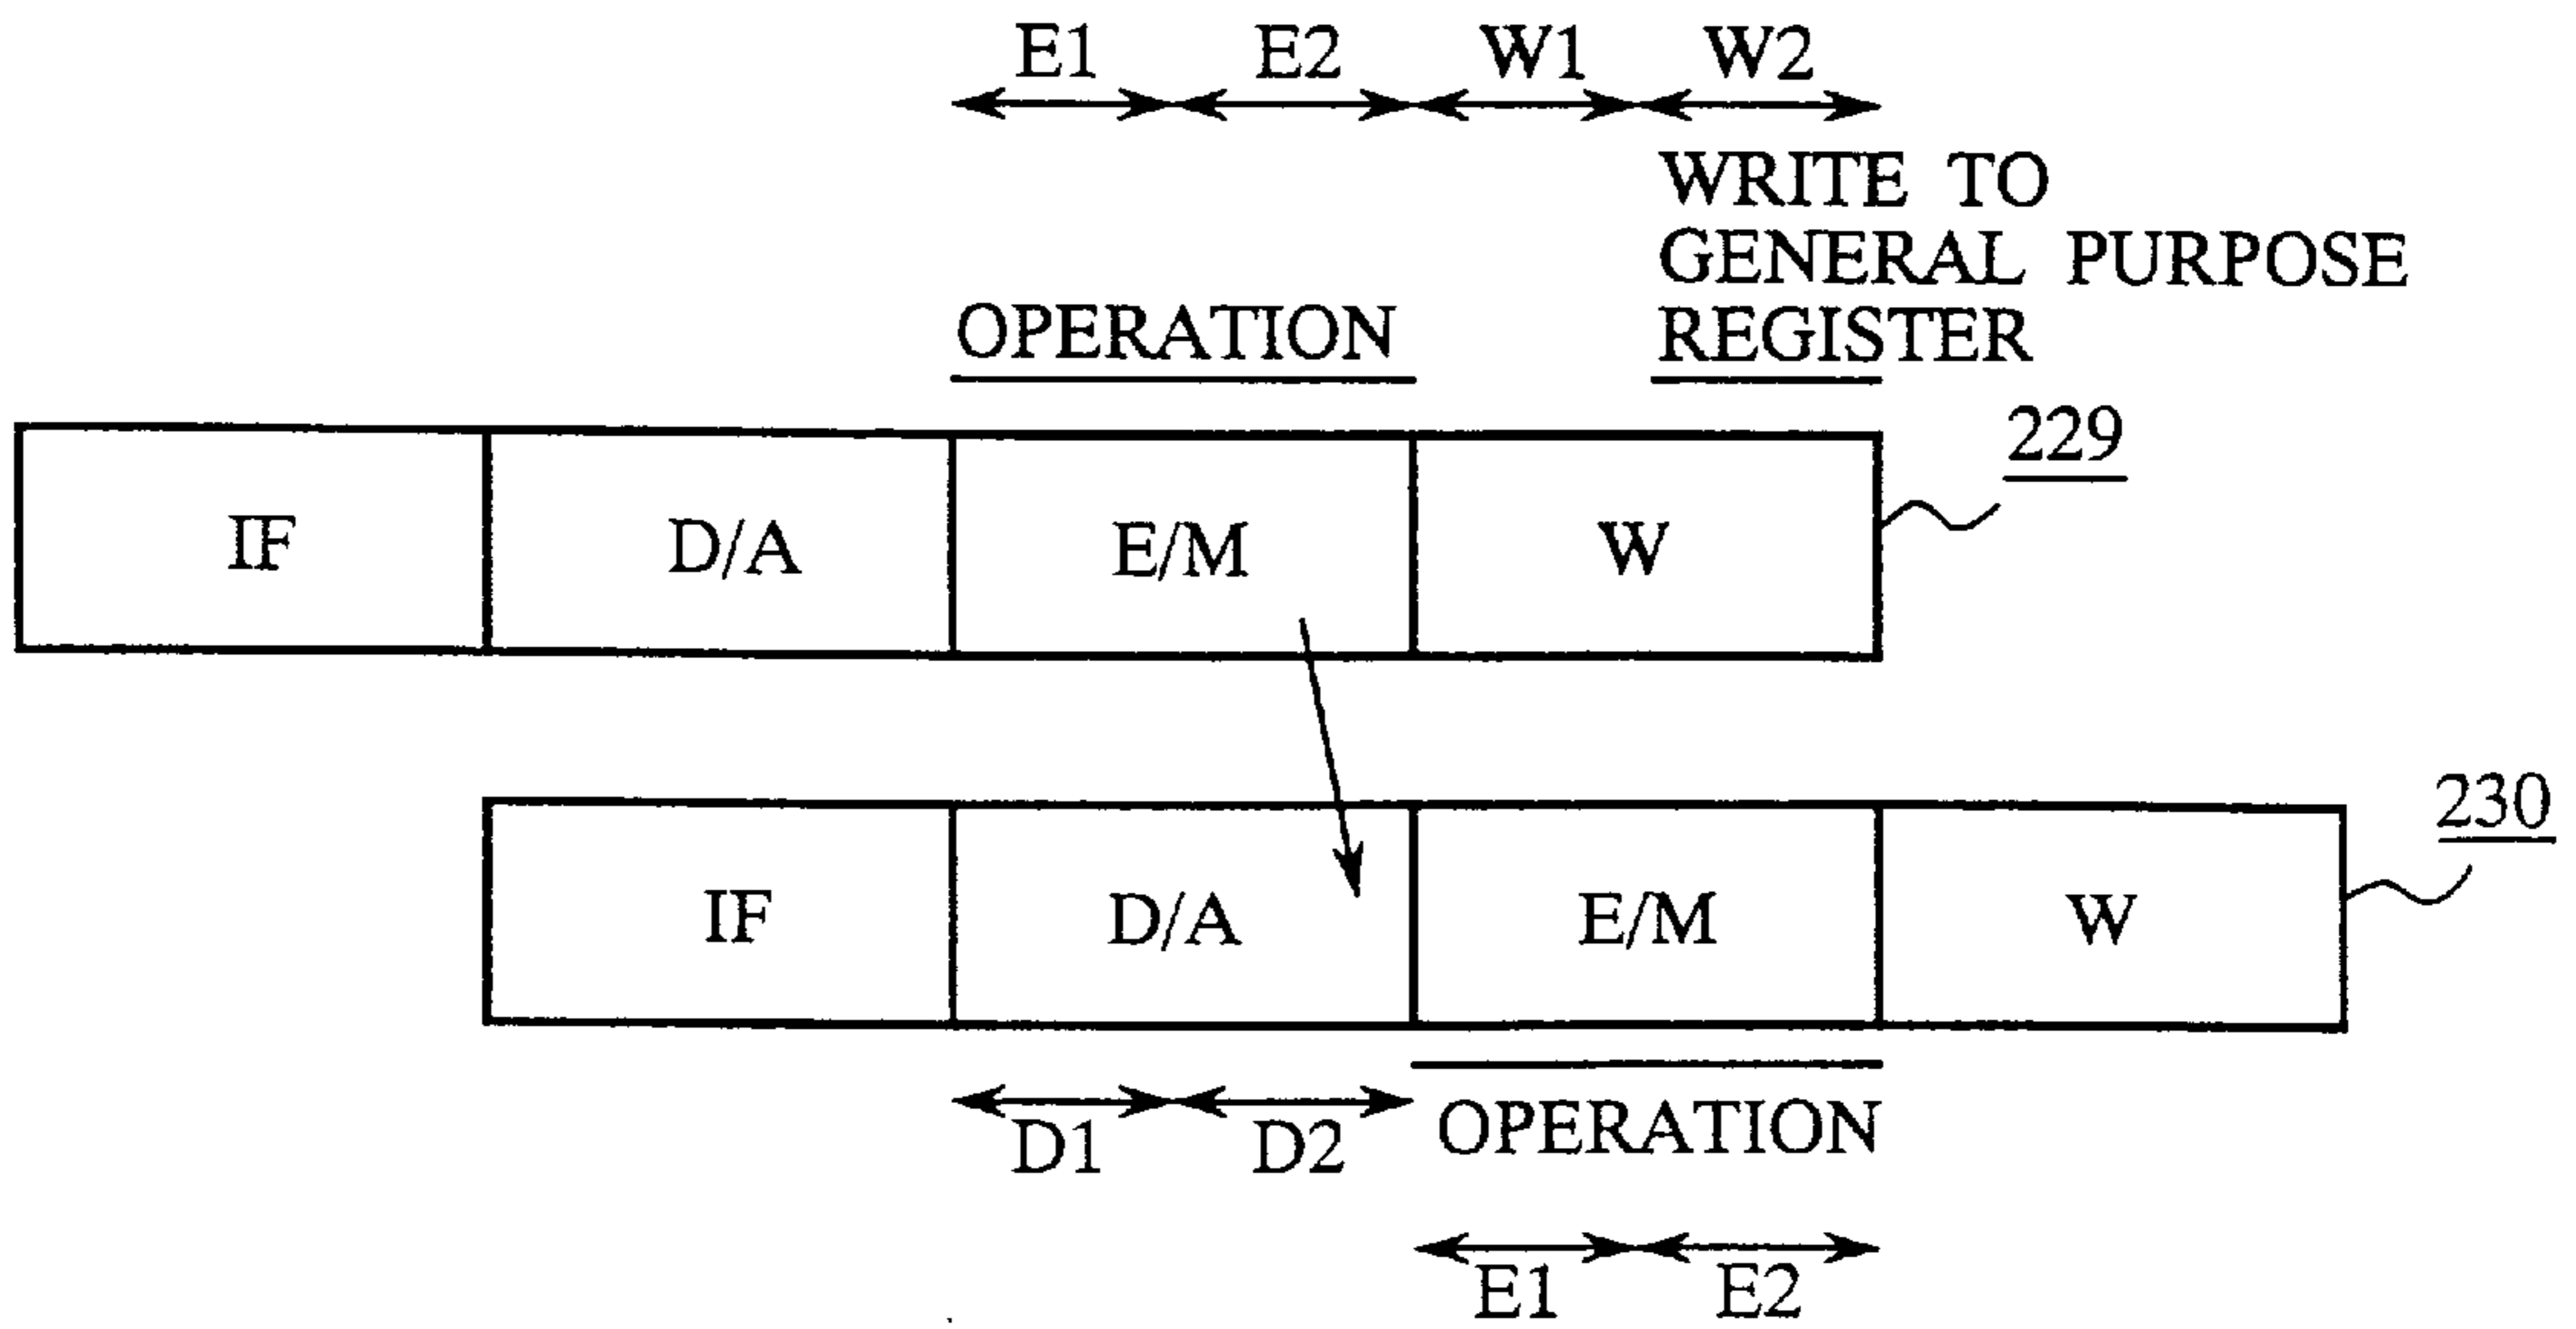 E1 E2 W1 W2
WRITE TO
GENERAL PURPOSE
OPERATION REGISTER
229
IF D/A E/M W
230
IF D/A E/M W
D1 D2 OPERATION
E1 E2